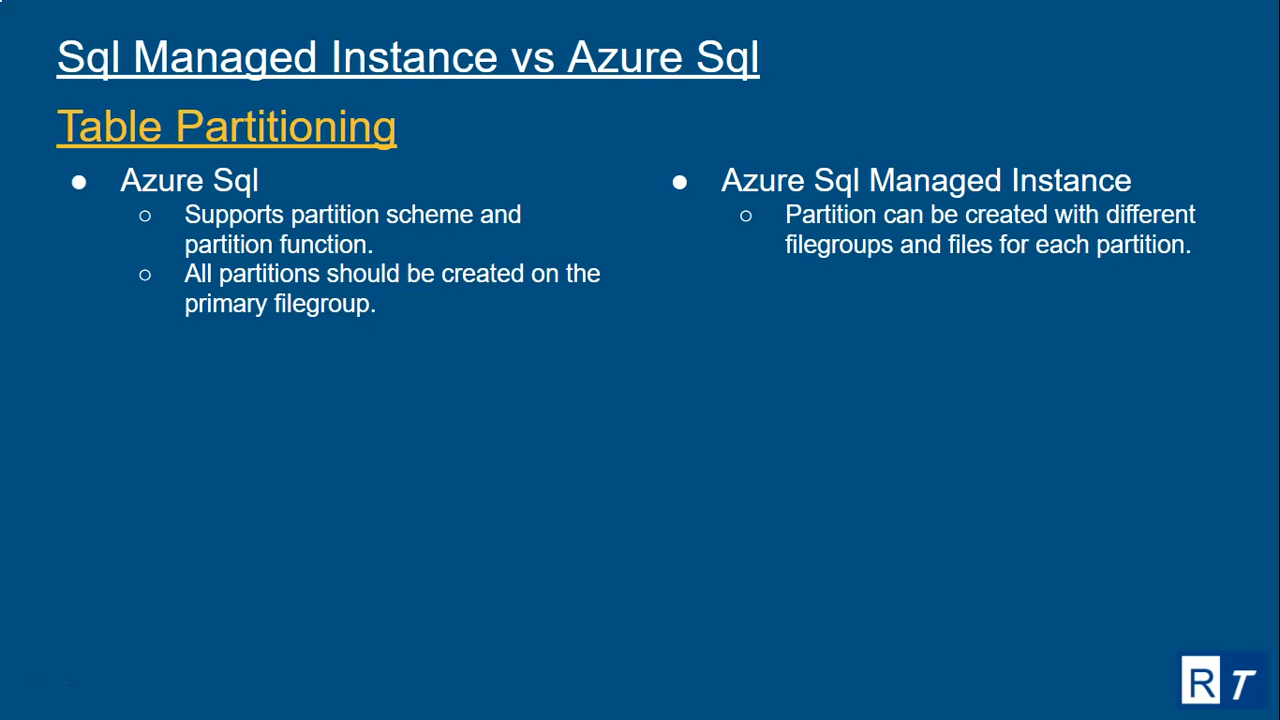 Sql Managed Instance vs Azure Sql
Table Partitioning
● Azure Sql
○ Supports partition scheme and
partition function.
○ All partitions should be created on the
primary filegroup.
● Azure Sql Managed Instance
○ Partition can be created with different
filegroups and files for each partition.
R T